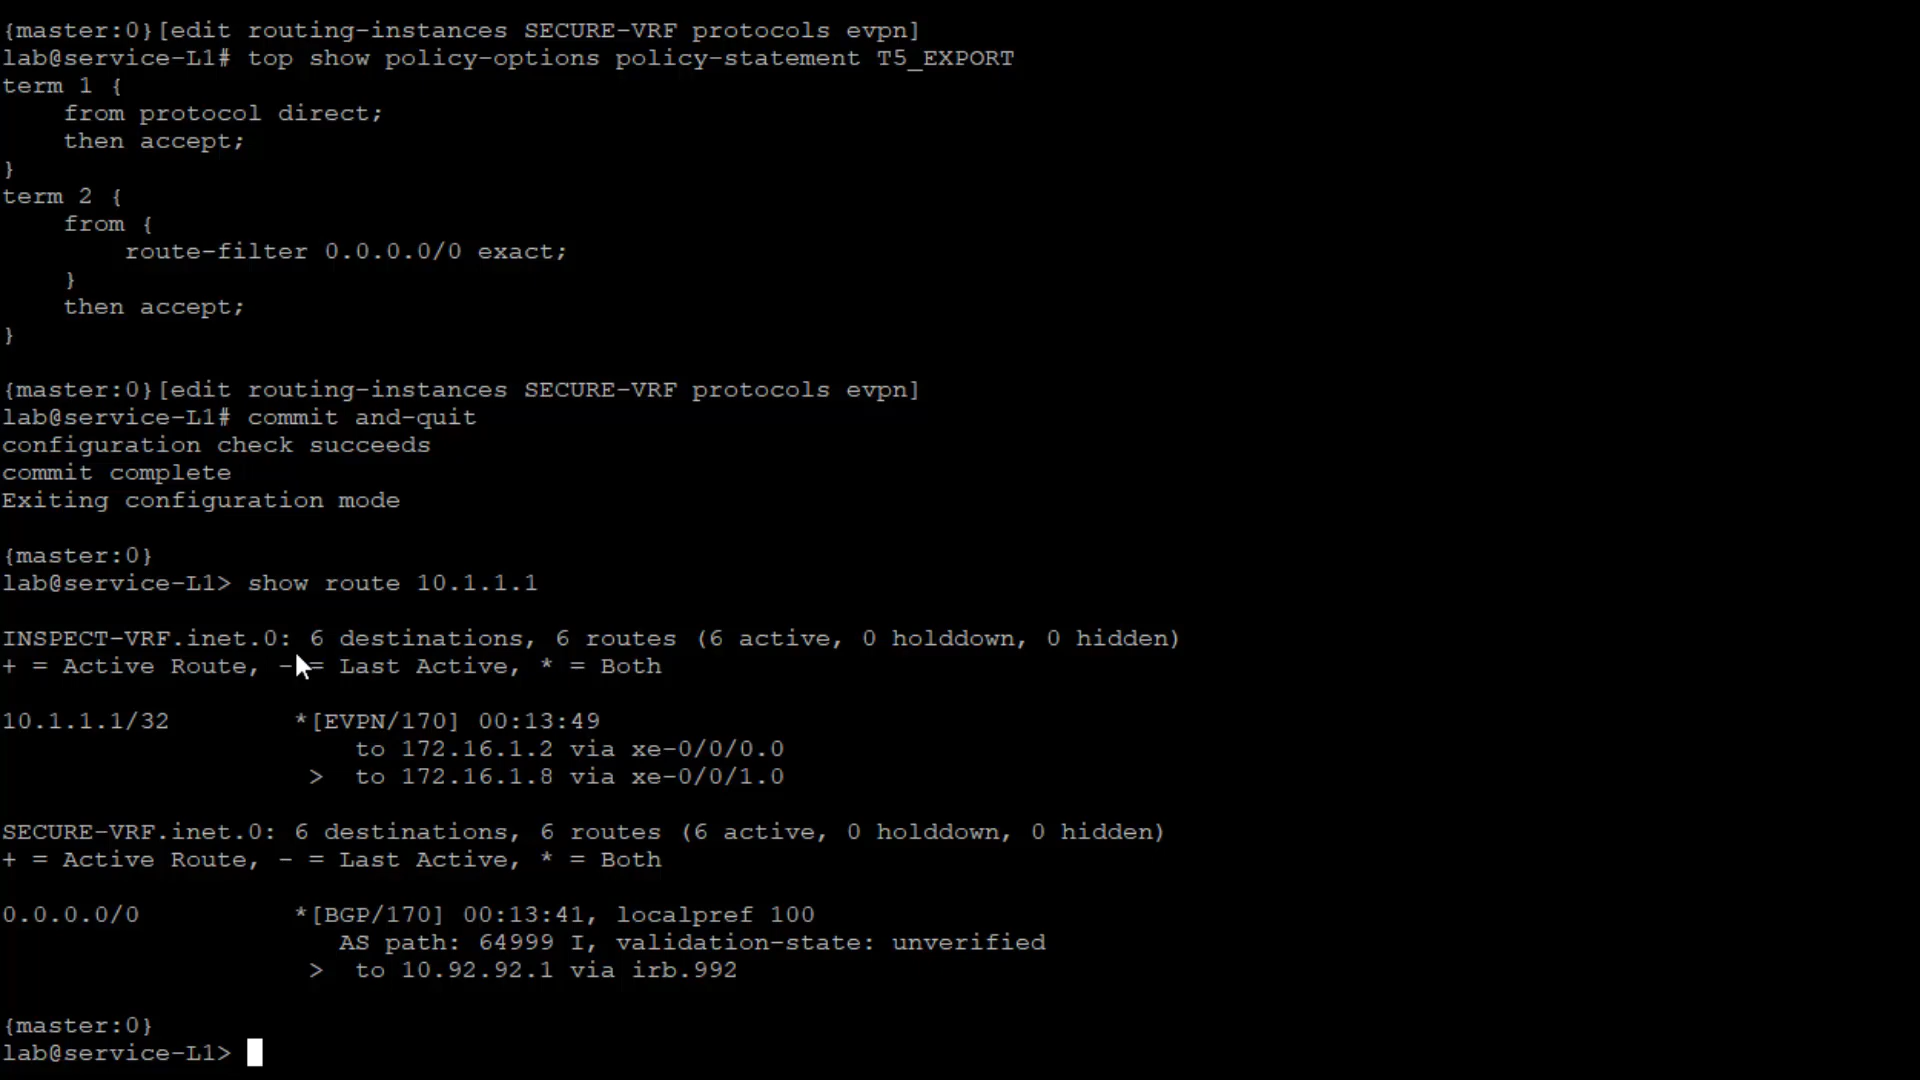 {master:0}[edit routing-instances SECURE-VRF protocols evpn]
lab@service-L1# top show policy-options policy-statement T5_EXPORT
term 1 {
    from protocol direct;
    then accept;
}
term 2 {
    from {
        route-filter 0.0.0.0/0 exact;
    }
    then accept;
}

{master:0}[edit routing-instances SECURE-VRF protocols evpn]
lab@service-L1# commit and-quit
configuration check succeeds
commit complete
Exiting configuration mode

{master:0}
lab@service-L1> show route 10.1.1.1

INSPECT-VRF.inet.0: 6 destinations, 6 routes (6 active, 0 holddown, 0 hidden)
+ = Active Route, - = Last Active, * = Both

10.1.1.1/32        *[EVPN/170] 00:13:49
                       to 172.16.1.2 via xe-0/0/0.0
                    >  to 172.16.1.8 via xe-0/0/1.0

SECURE-VRF.inet.0: 6 destinations, 6 routes (6 active, 0 holddown, 0 hidden)
+ = Active Route, - = Last Active, * = Both

0.0.0.0/0          *[BGP/170] 00:13:41, localpref 100
                      AS path: 64999 I, validation-state: unverified
                    >  to 10.92.92.1 via irb.992

{master:0}
lab@service-L1>